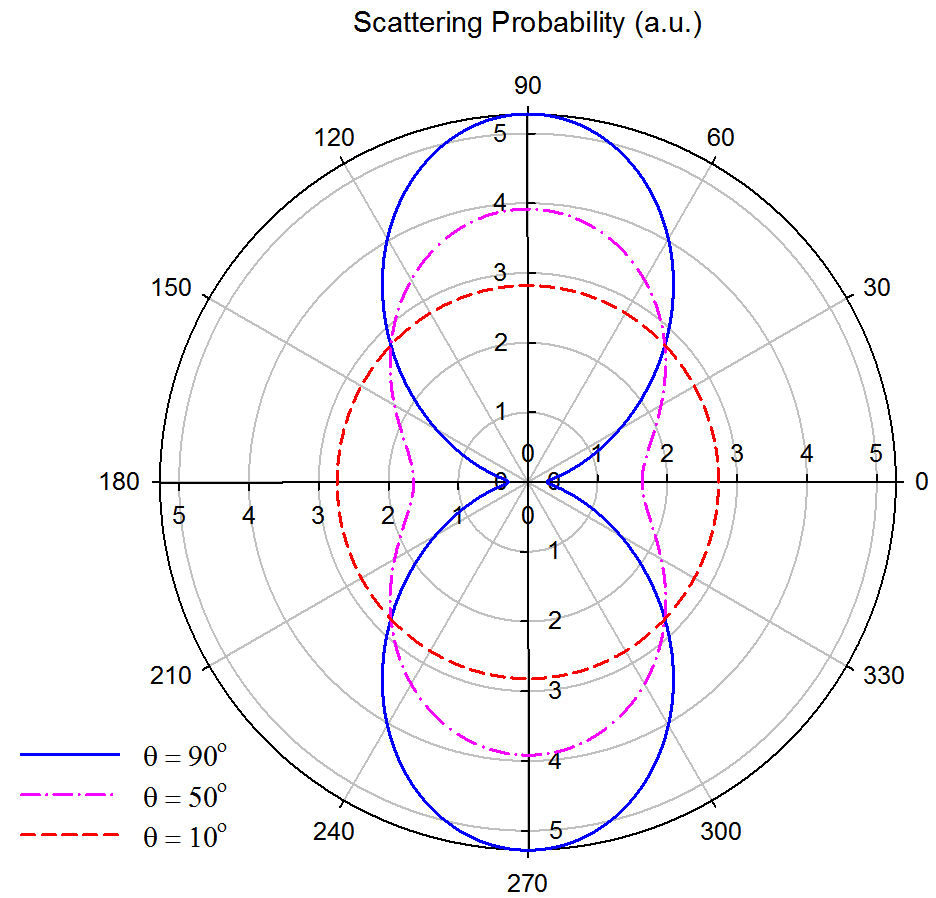 Scattering Probability (a.u.)
90
120 60
5
4
150 30
3
2
1
0 1 2 3 4 5
180 0 0 0
5 4 3 2 1 0
1
2
210 330
3
θ = 90°
4
θ = 50°
240 5 300
θ = 10°
270